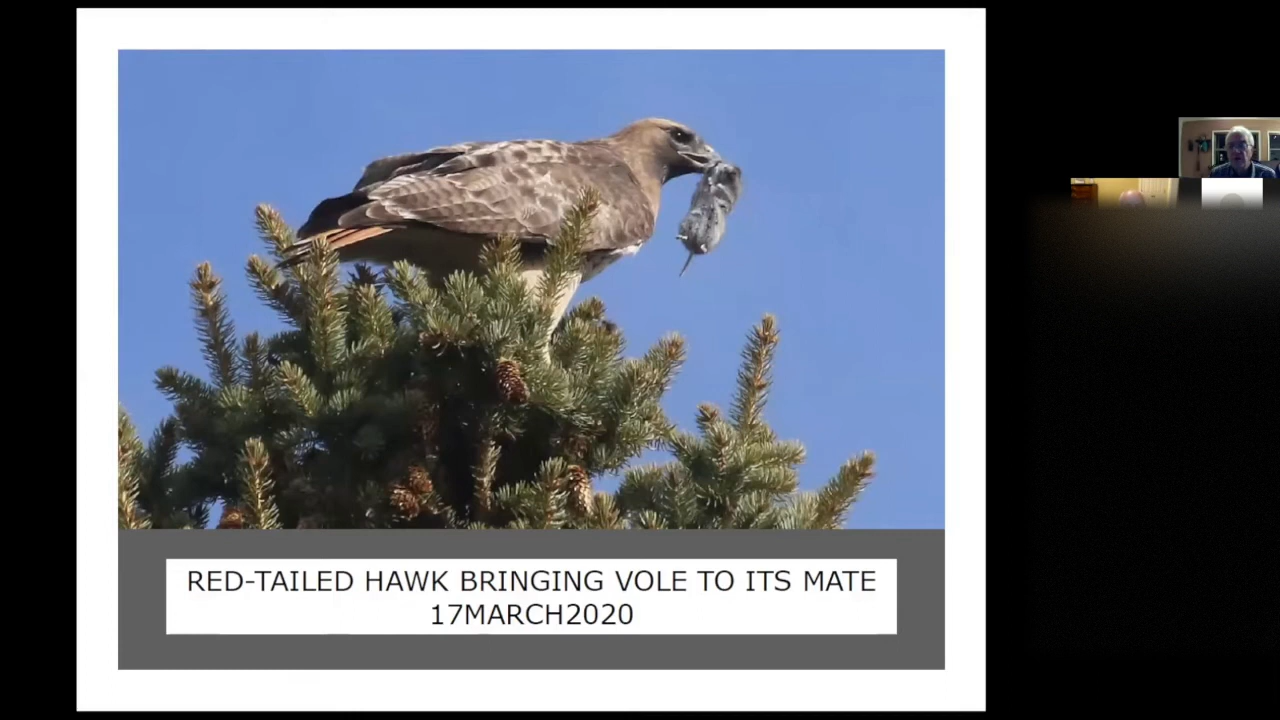 RED-TAILED HAWK BRINGING VOLE TO ITS MATE
17MARCH2020